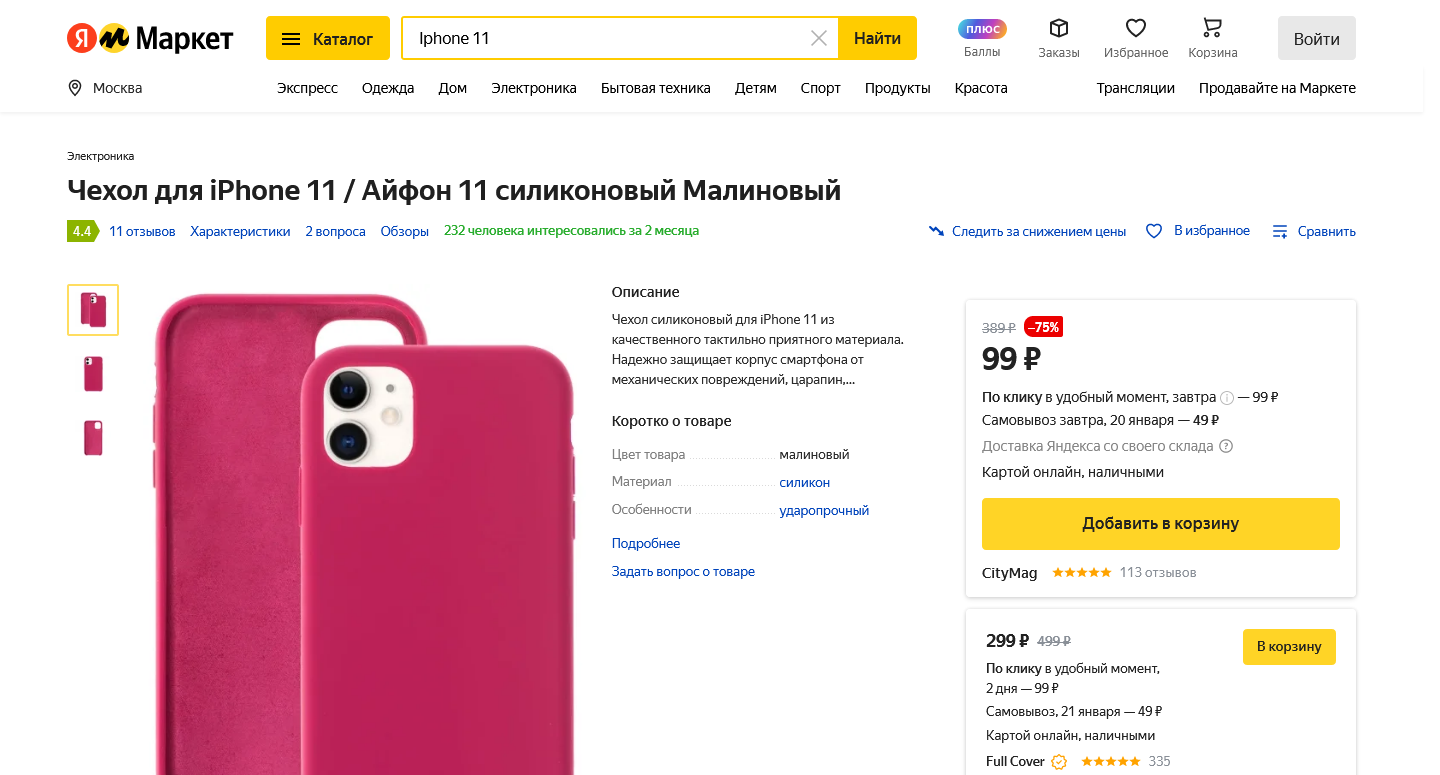 Я Маркет
Каталог
Iphone 11
Найти
плюс
Баллы
Заказы
Избранное
Корзина
Войти
Москва
Экспресс Одежда Дом Электроника Бытовая техника Детям Спорт Продукты Красота Трансляции Продавайте на Маркете
Электроника
Чехол для iPhone 11 / Айфон 11 силиконовый Малиновый
4.4 11 отзывов Характеристики 2 вопроса Обзоры 232 человека интересовались за 2 месяца Следить за снижением цены В избранное Сравнить
Описание
Чехол силиконовый для iPhone 11 из
качественного тактильно приятного материала.
Надежно защищает корпус смартфона от
механических повреждений, царапин,...
Коротко о товаре
Цвет товара малиновый
Материал силикон
Особенности ударопрочный
Подробнее
Задать вопрос о товаре
389 ₽ –75%
99 ₽
По клику в удобный момент, завтра — 99 ₽
Самовывоз завтра, 20 января — 49 ₽
Доставка Яндекса со своего склада ?
Картой онлайн, наличными
Добавить в корзину
CityMag 113 отзывов
299 ₽ 499 ₽
В корзину
По клику в удобный момент,
2 дня — 99 ₽
Самовывоз, 21 января — 49 ₽
Картой онлайн, наличными
Full Cover 335